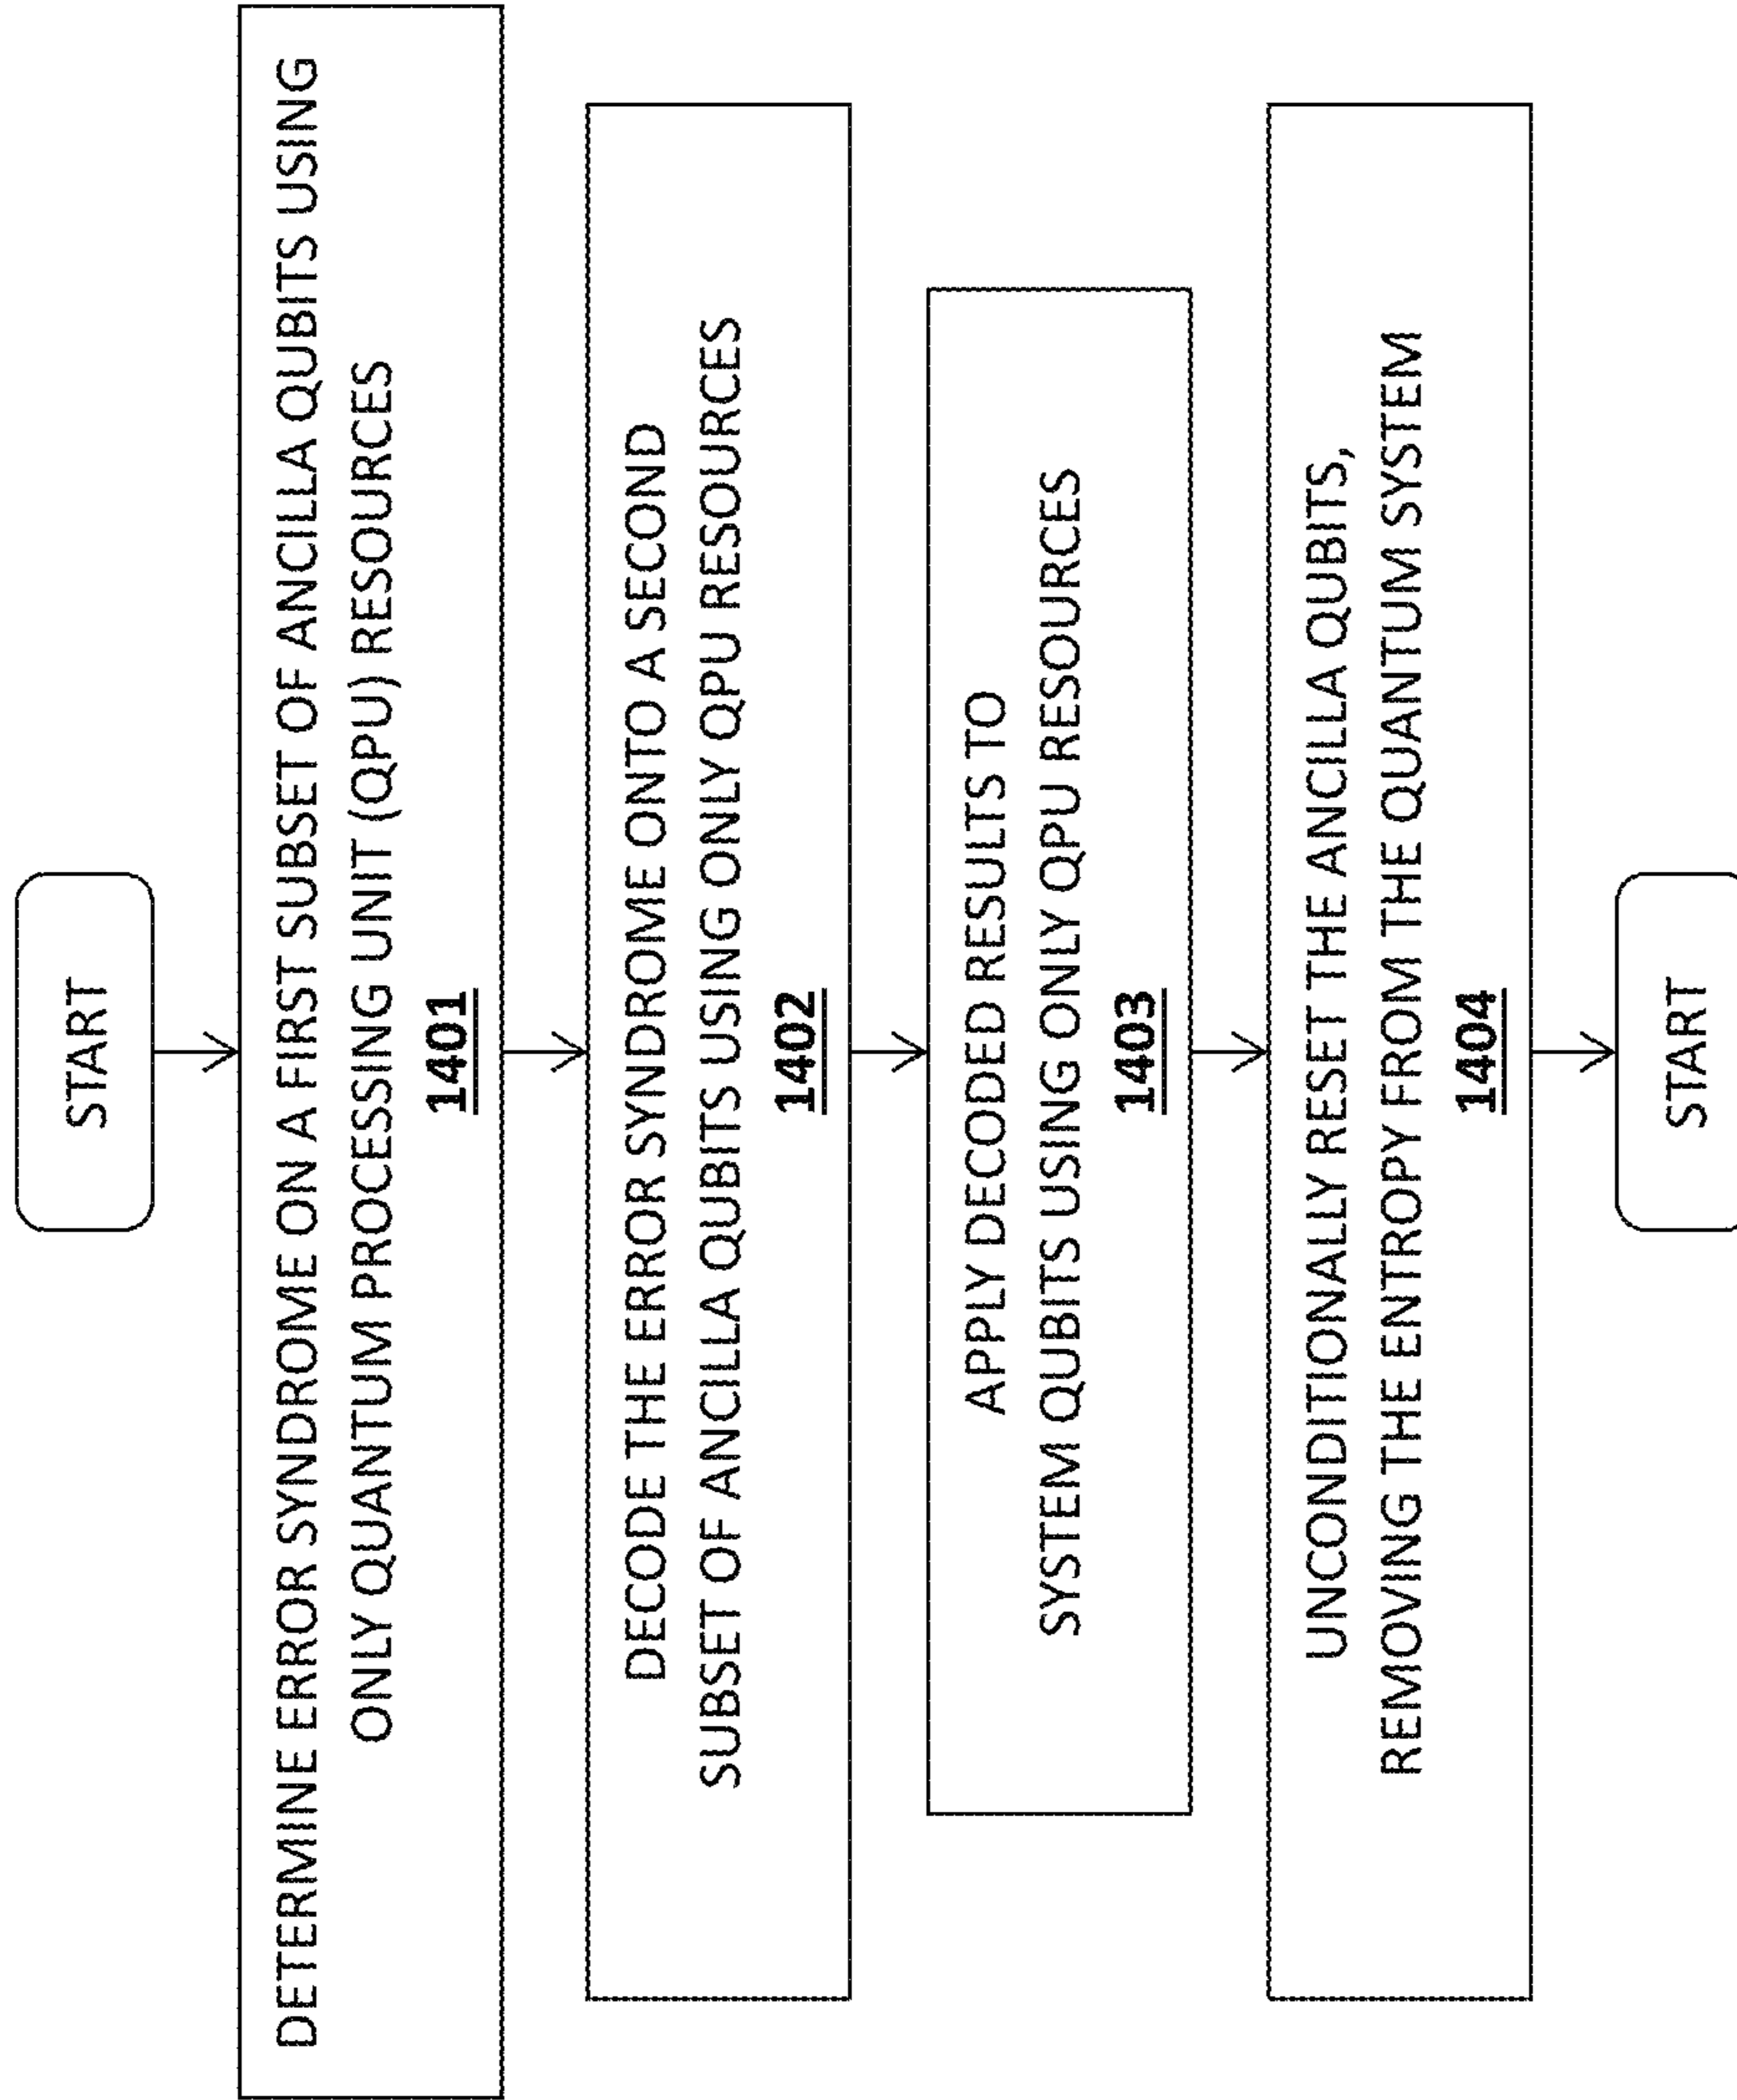 START
DETERMINE ERROR SYNDROME ON A FIRST SUBSET OF ANCILLA QUBITS USING
ONLY QUANTUM PROCESSING UNIT (QPU) RESOURCES
1401
DECODE THE ERROR SYNDROME ONTO A SECOND
SUBSET OF ANCILLA QUBITS USING ONLY QPU RESOURCES
1402
APPLY DECODED RESULTS TO
SYSTEM QUBITS USING ONLY QPU RESOURCES
1403
UNCONDITIONALLY RESET THE ANCILLA QUBITS,
REMOVING THE ENTROPY FROM THE QUANTUM SYSTEM
1404
START